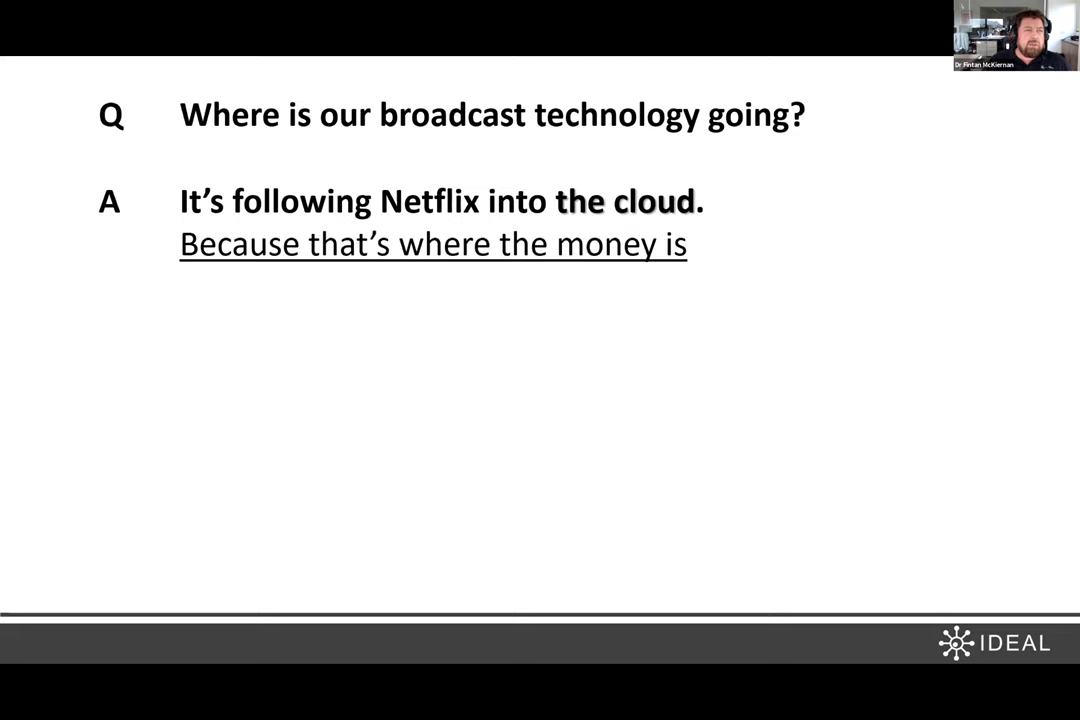 Dr Fintan McKiernan
Q Where is our broadcast technology going?
A It’s following Netflix into the cloud.
Because that’s where the money is
IDEAL